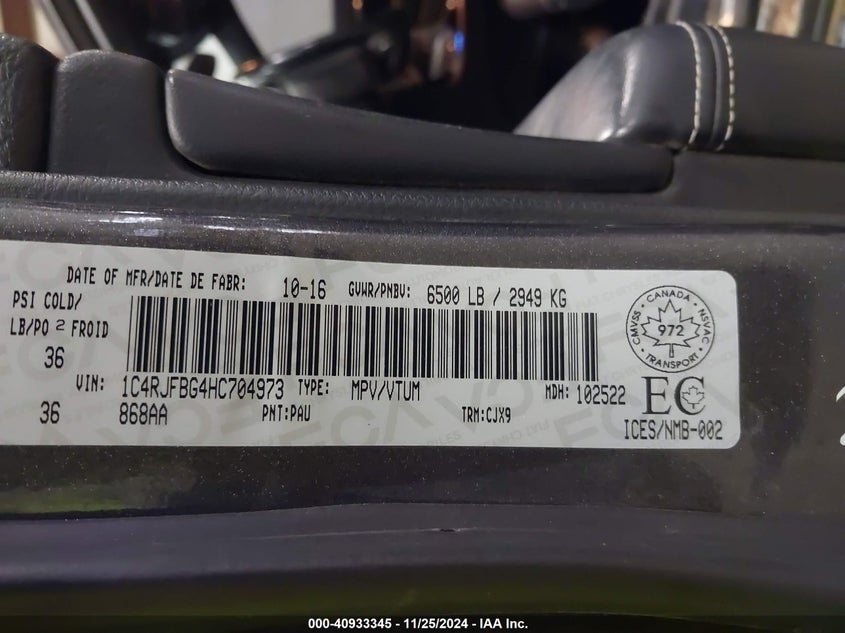 DATE OF MFR/DATE DE FABR: 10-16 GVWR/PNBV: 6500 LB / 2949 KG
PSI COLD/
LB/PO 2 FROID
36
VIN: 1C4RJFBG4HC704973 TYPE: MPV/VTUM MDH: 102522
36 868AA PNT:PAU TRM:CJX9
CANADA
CMVSS
NSVAC
972
TRANSPORT
EC
ICES/NMB-002
000-40933345 - 11/25/2024 - IAA Inc.